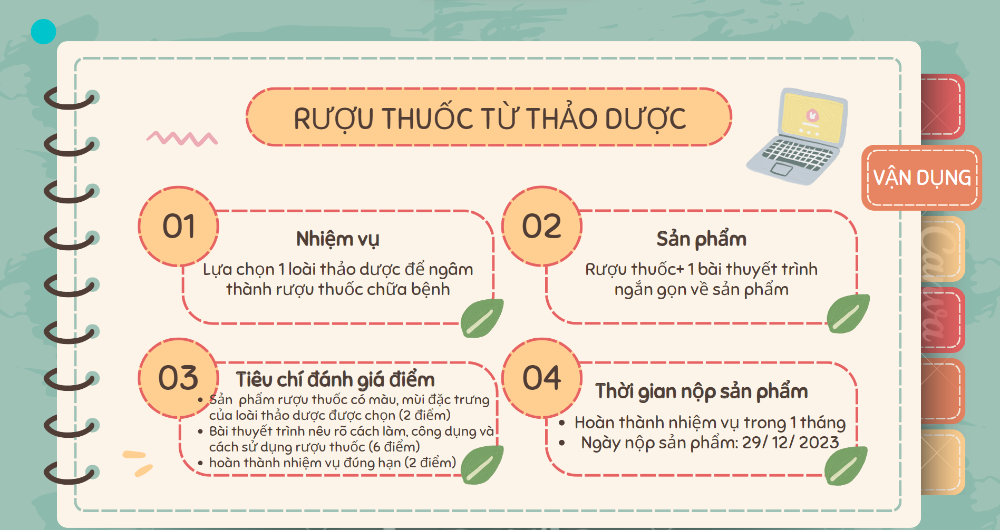 RƯỢU THUỐC TỪ THẢO DƯỢC
VẬN DỤNG
01
Nhiệm vụ
Lựa chọn 1 loài thảo dược để ngâm
thành rượu thuốc chữa bệnh
02
Sản phẩm
Rượu thuốc+ 1 bài thuyết trình
ngắn gọn về sản phẩm
03
Tiêu chí đánh giá điểm
• Sản phẩm rượu thuốc có màu, mùi đặc trưng
của loài thảo dược được chọn (2 điểm)
• Bài thuyết trình nêu rõ cách làm, công dụng và
cách sử dụng rượu thuốc (6 điểm)
• hoàn thành nhiệm vụ đúng hạn (2 điểm)
04
Thời gian nộp sản phẩm
• Hoàn thành nhiệm vụ trong 1 tháng
• Ngày nộp sản phẩm: 29/ 12/ 2023
Canva